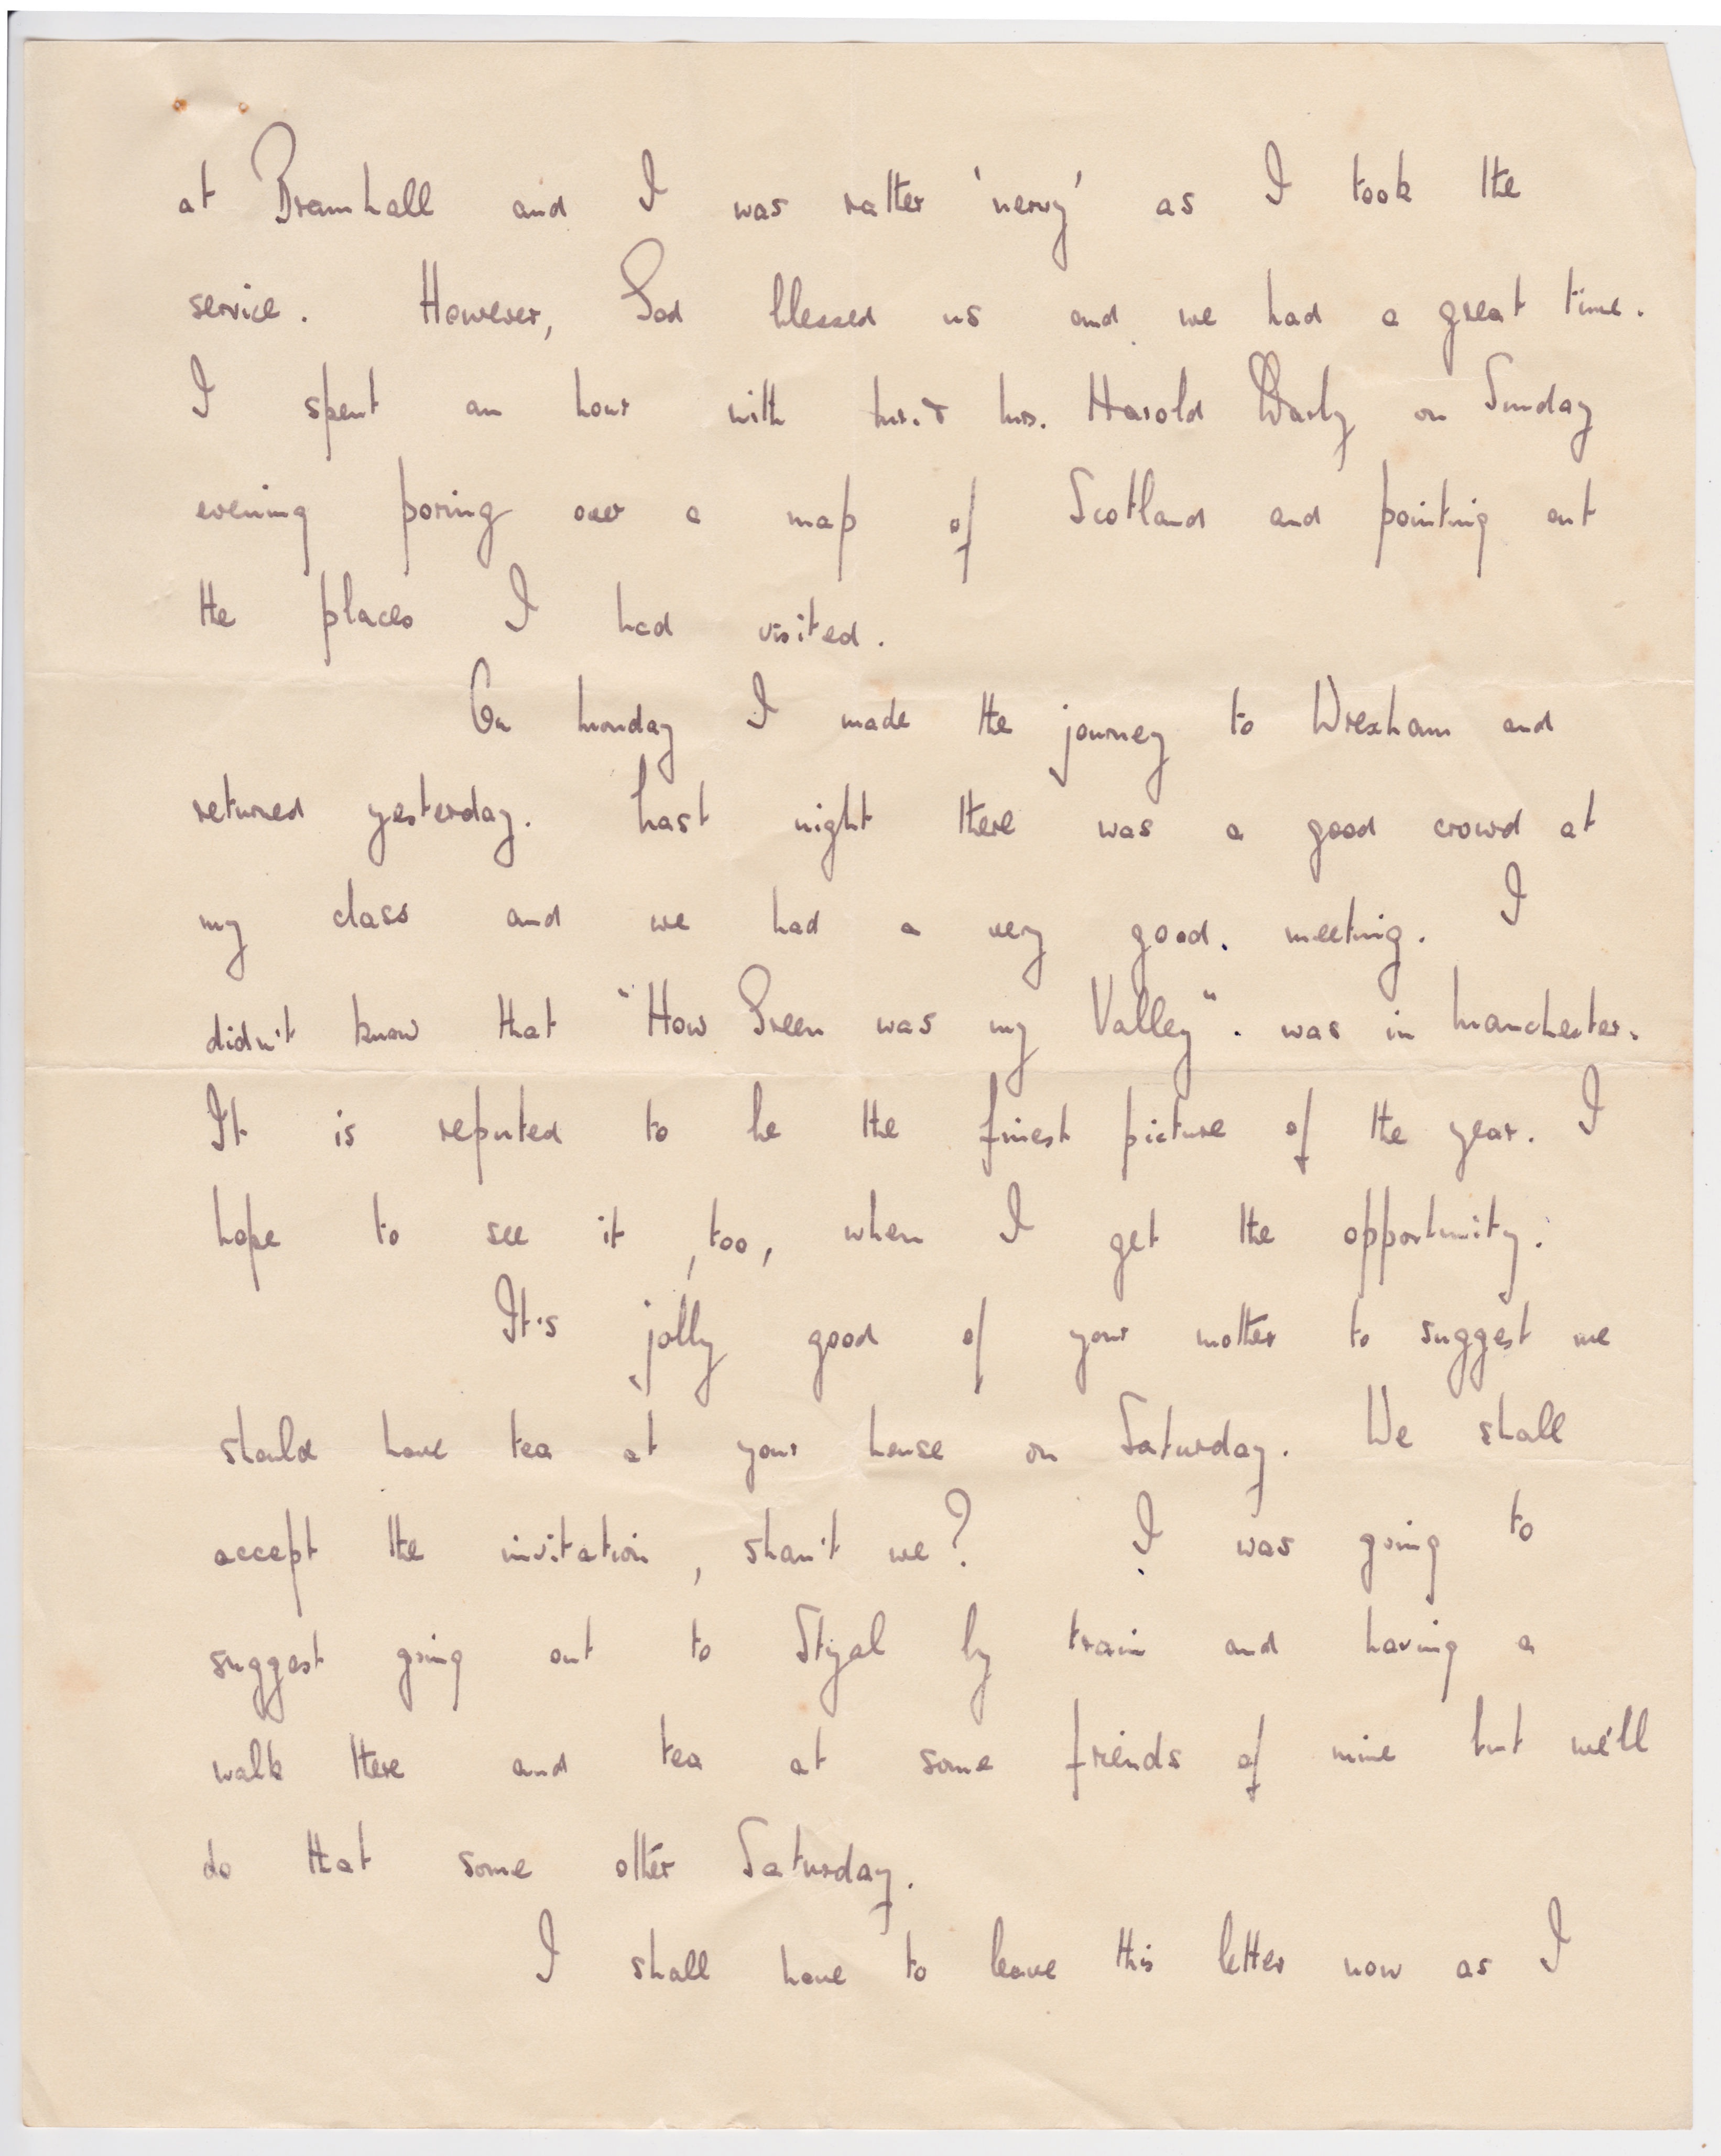 at Bramhall and I was rather 'nervy' as I took the
service. However, God blessed us and we had a great time.
I spent an hour with Mr. & Mrs. Harold on Sunday
evening poring over a map of Scotland and pointing out
the places I had visited.
On Monday I made the journey to Wrexham and
returned yesterday. Last night there was a good crowd at
my class and we had a very good. meeting. I
didn't know that "How Green was my Valley". was in Manchester.
It is reputed to be the finest picture of the year. I
hope to see it, too, when I get the opportunity.
It's jolly good of your mother to suggest we
should have tea at your house on Saturday. We shall
accept the invitation, shan't we? I was going to
suggest going out to Styal by train and having a
walk there and tea at some friends of mine but we'll
do that some other Saturday.
I shall have to leave this letter now as I